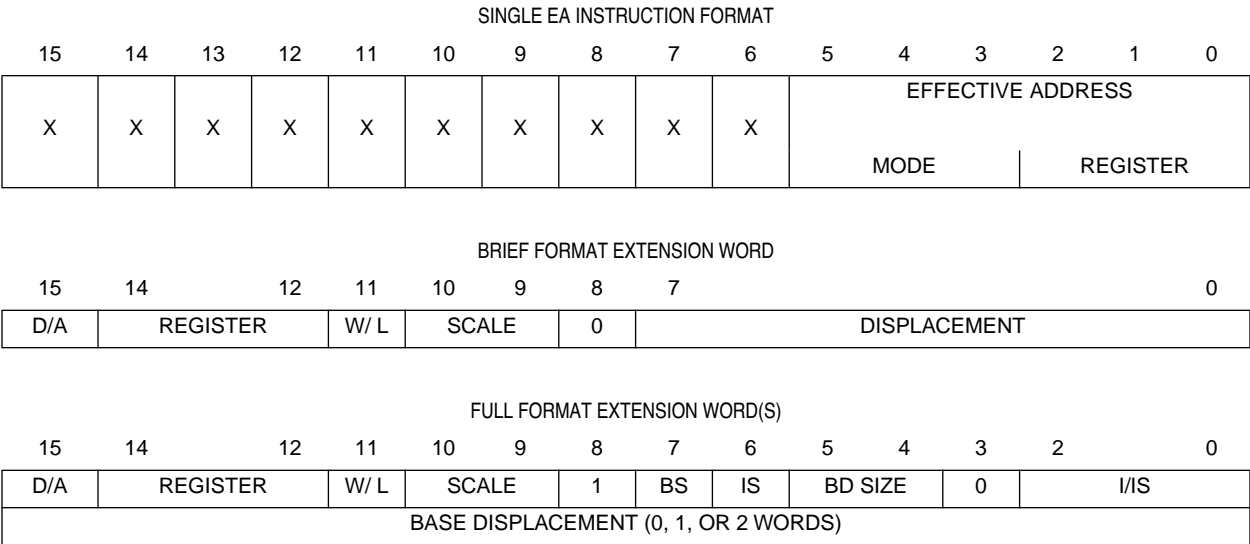 SINGLE EA INSTRUCTION FORMAT
15 14 13 12 11 10 9 8 7 6 5 4 3 2 1 0
EFFECTIVE ADDRESS
X X X X X X X X X X
MODE REGISTER
BRIEF FORMAT EXTENSION WORD
15 14 12 11 10 9 8 7 0
D/A REGISTER W/ L SCALE 0 DISPLACEMENT
FULL FORMAT EXTENSION WORD(S)
15 14 12 11 10 9 8 7 6 5 4 3 2 0
D/A REGISTER W/ L SCALE 1 BS IS BD SIZE 0 I/IS
BASE DISPLACEMENT (0, 1, OR 2 WORDS)